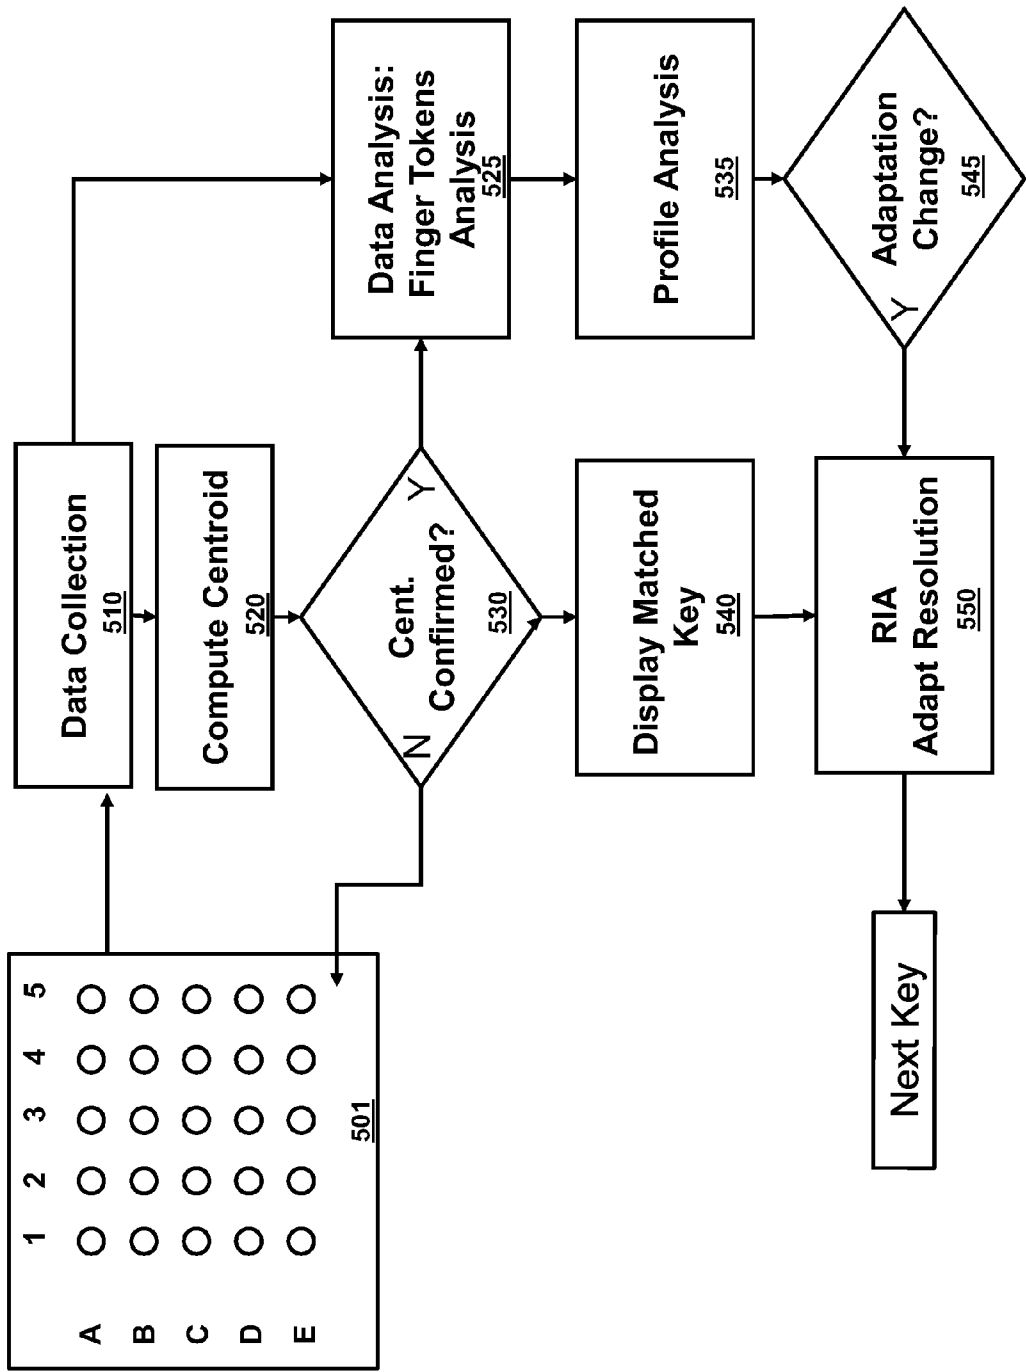 1 2 3 4 5
A
B
C
D
E
501
Data Collection
510
Compute Centroid
520
Cent.
Confirmed?
530
N
Y
Data Analysis:
Finger Tokens
Analysis
525
Display Matched
Key
540
Profile Analysis
535
Adaptation
Change?
545
Y
RIA
Adapt Resolution
550
Next Key